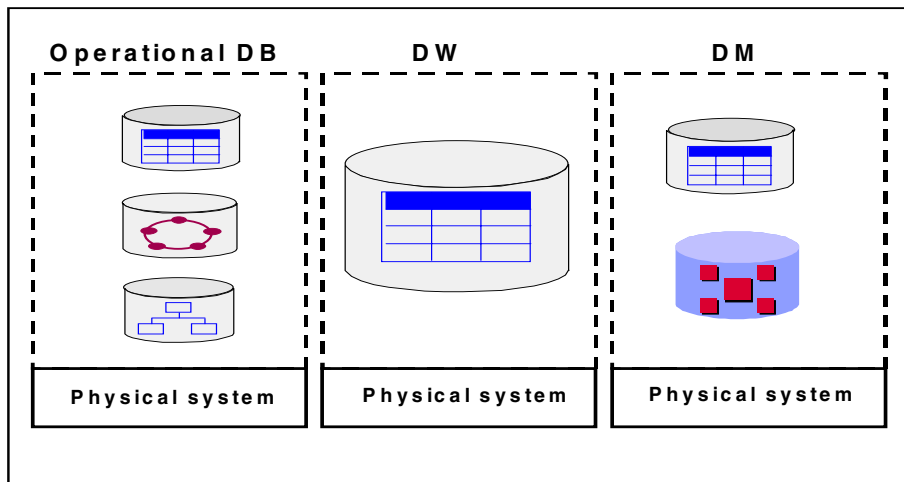 Operational DB
DW
DM
Physical system
Physical system
Physical system